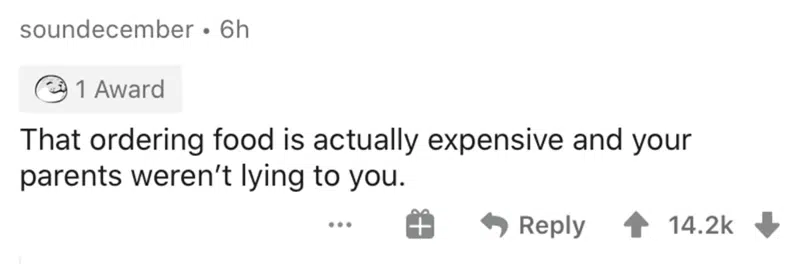 soundecember • 6h
1 Award
That ordering food is actually expensive and your
parents weren't lying to you.
... Reply 14.2k